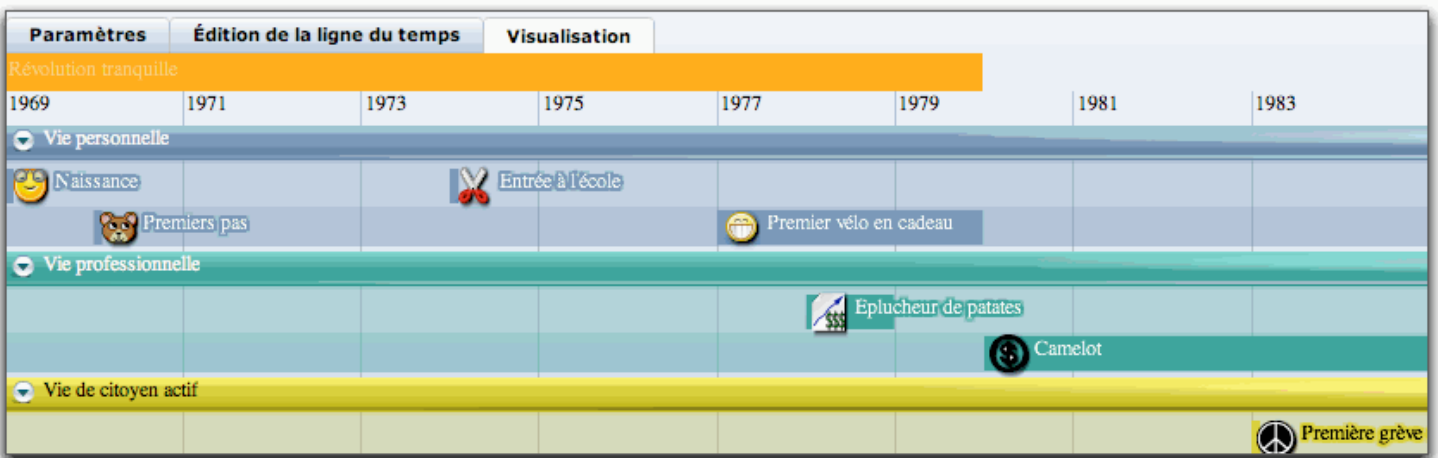 Paramètres Édition de la ligne du temps Visualisation
Révolution tranquille
1969 1971 1973 1975 1977 1979 1981 1983
Vie personnelle
Naissance Entrée à l'école
Premiers pas Premier vélo en cadeau
Vie professionnelle
Eplucheur de patates
Camelot
Vie de citoyen actif
Première grève